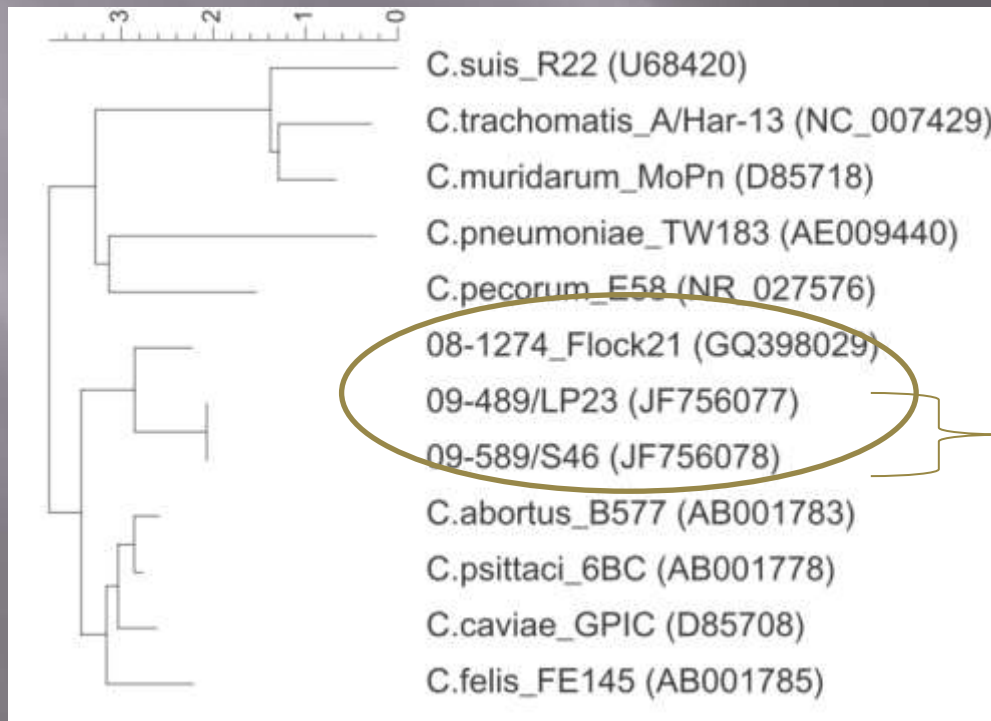 3 2 1 0
C.suis_R22 (U68420)
C.trachomatis_A/Har-13 (NC_007429)
C.muridarum_MoPn (D85718)
C.pneumoniae_TW183 (AE009440)
C.pecorum_E58 (NR_027576)
08-1274_Flock21 (GQ398029)
09-489/LP23 (JF756077)
09-589/S46 (JF756078)
C.abortus_B577 (AB001783)
C.psittaci_6BC (AB001778)
C.caviae_GPIC (D85708)
C.felis_FE145 (AB001785)